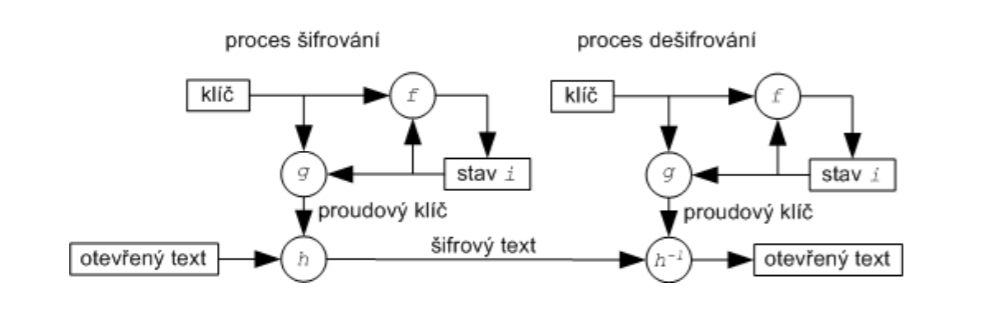 proces šifrování
proces dešifrování
klíč
f
klíč
f
g
stav i
g
stav i
proudový klíč
proudový klíč
otevřený text
h
šifrový text
h⁻¹
otevřený text